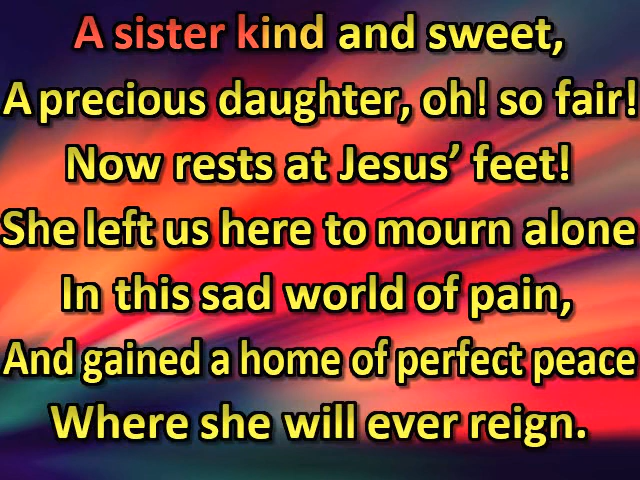 A sister kind and sweet,
A precious daughter, oh! so fair!
Now rests at Jesus’ feet!
She left us here to mourn alone
In this sad world of pain,
And gained a home of perfect peace
Where she will ever reign.